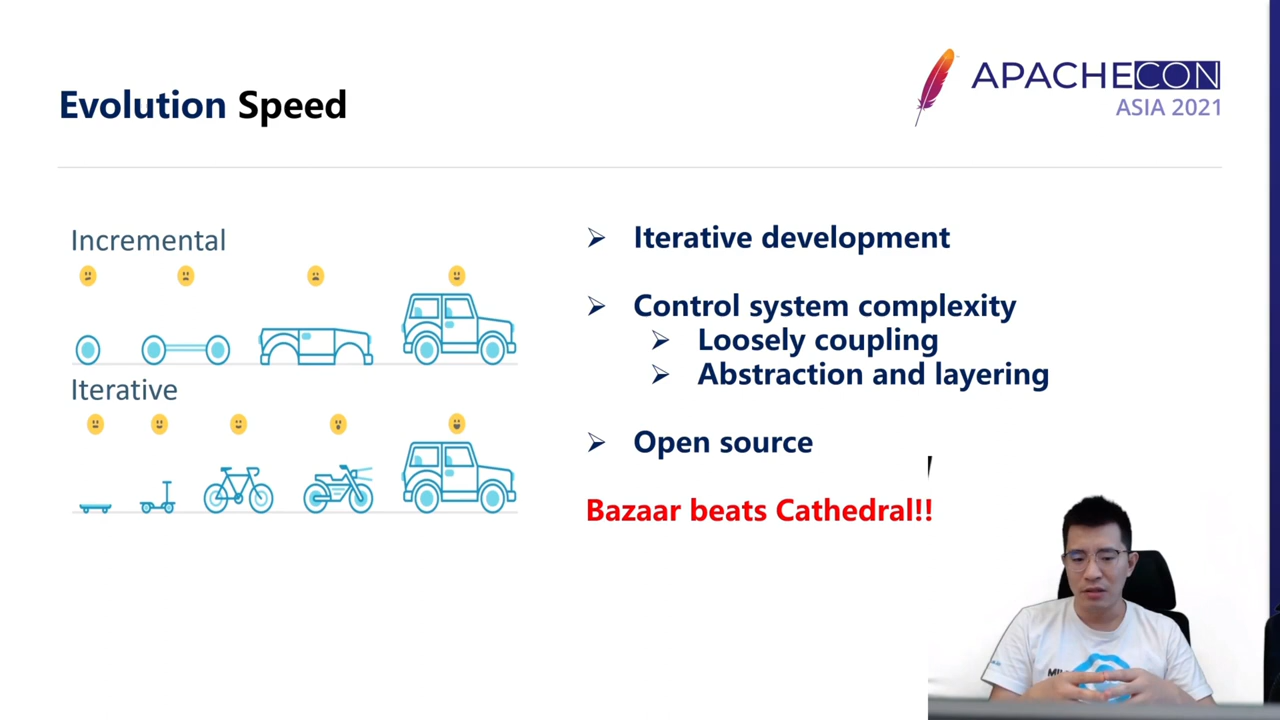 Evolution Speed
APACHECON
ASIA 2021
Incremental
Iterative
Iterative development
Control system complexity
Loosely coupling
Abstraction and layering
Open source
Bazaar beats Cathedral!!